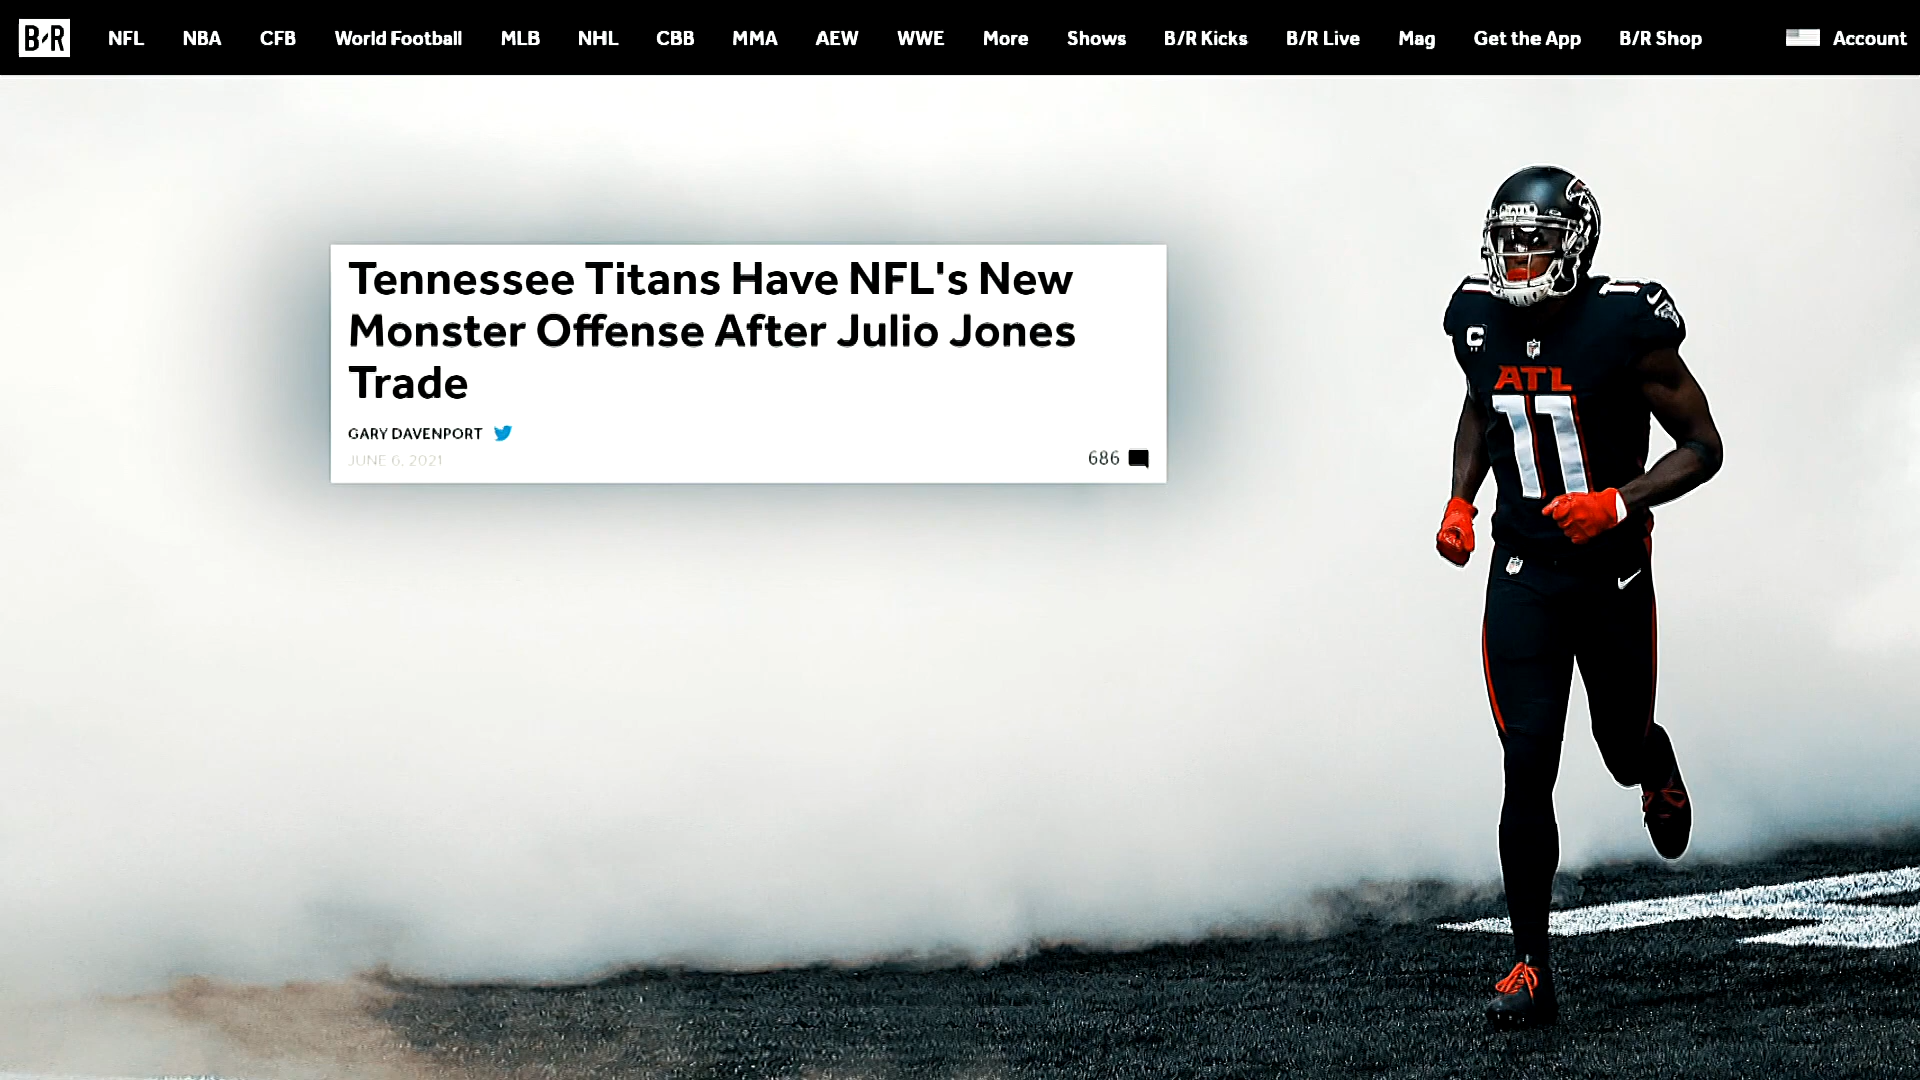 B/R NFL NBA CFB World Football MLB NHL CBB MMA AEW WWE More Shows B/R Kicks B/R Live Mag Get the App B/R Shop Account
Tennessee Titans Have NFL's New
Monster Offense After Julio Jones
Trade
GARY DAVENPORT
JUNE 6, 2021
686
11
C
ATL
11